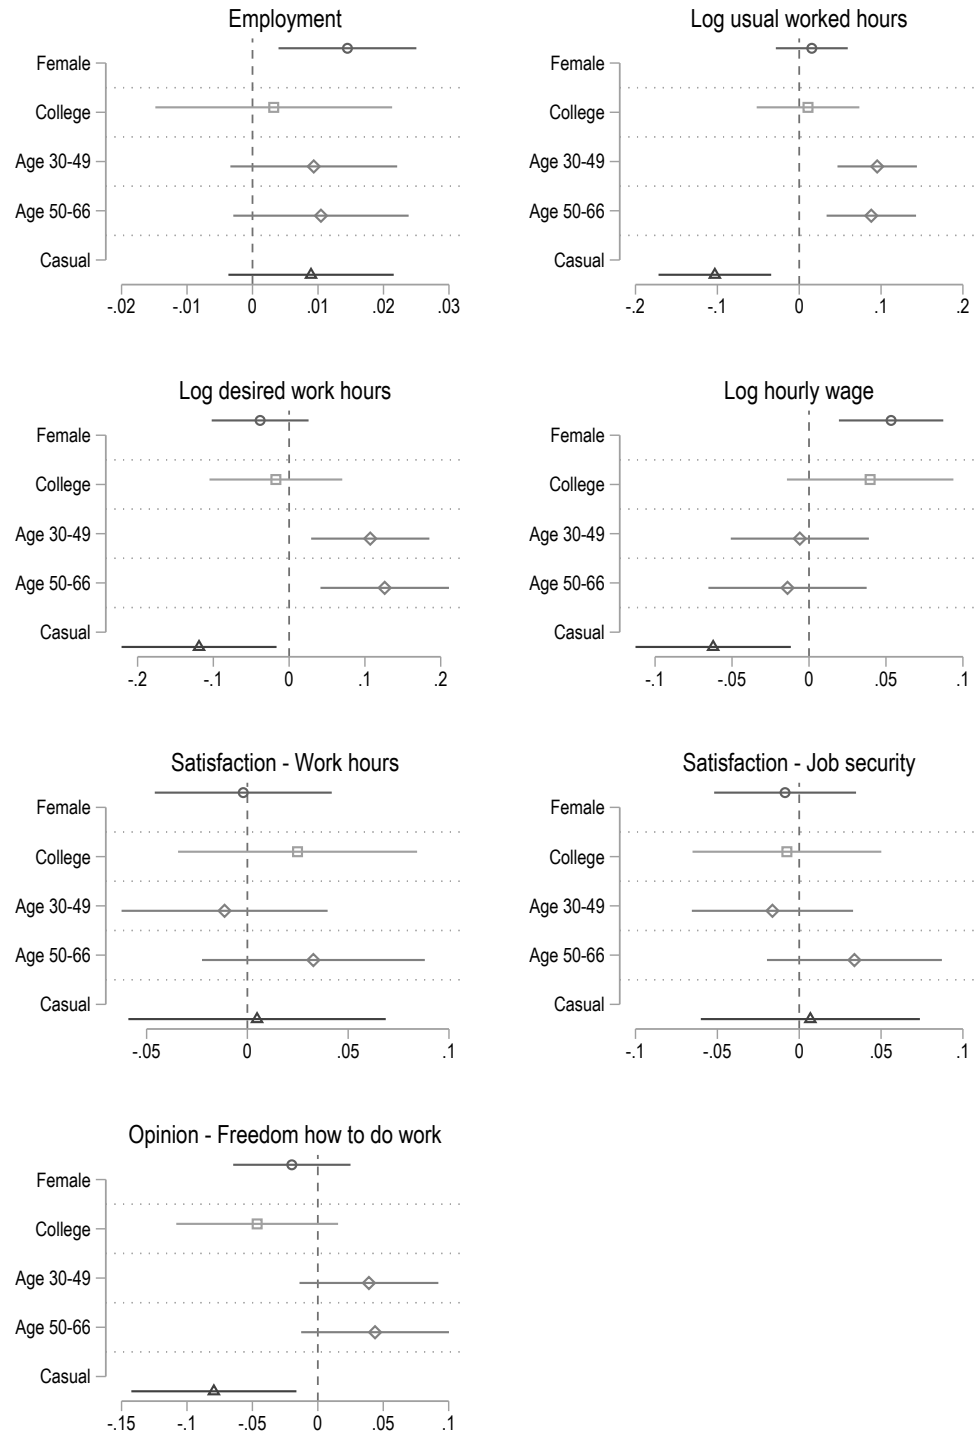 Employment
Female
College
Age 30-49
Age 50-66
Casual
-.02 -.01 0 .01 .02 .03
Log usual worked hours
Female
College
Age 30-49
Age 50-66
Casual
-.2 -.1 0 .1 .2
Log desired work hours
Female
College
Age 30-49
Age 50-66
Casual
-.2 -.1 0 .1 .2
Log hourly wage
Female
College
Age 30-49
Age 50-66
Casual
-.1 -.05 0 .05 .1
Satisfaction - Work hours
Female
College
Age 30-49
Age 50-66
Casual
-.05 0 .05 .1
Satisfaction - Job security
Female
College
Age 30-49
Age 50-66
Casual
-.1 -.05 0 .05 .1
Opinion - Freedom how to do work
Female
College
Age 30-49
Age 50-66
Casual
-.15 -.1 -.05 0 .05 .1